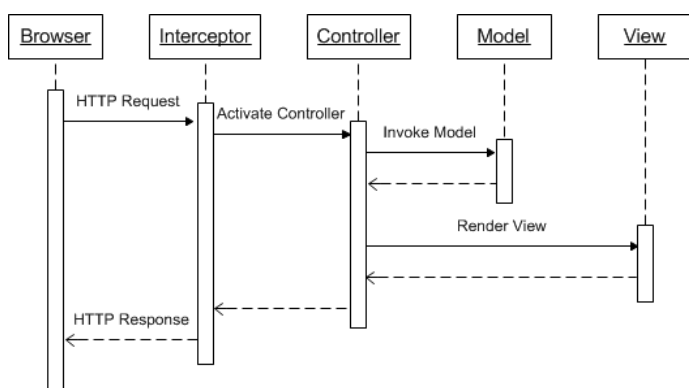 Browser
Interceptor
Controller
Model
View
HTTP Request
Activate Controller
Invoke Model
Render View
HTTP Response